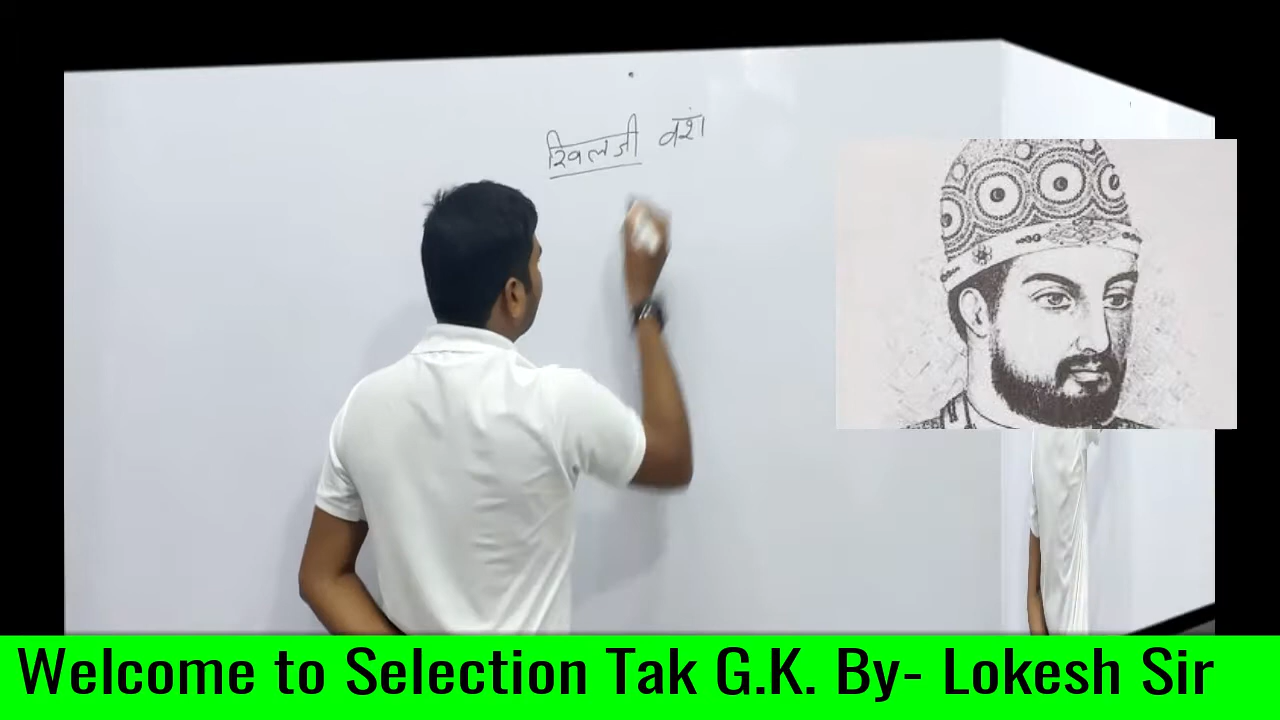 खिलजी वंश
Welcome to Selection Tak G.K. By- Lokesh Sir